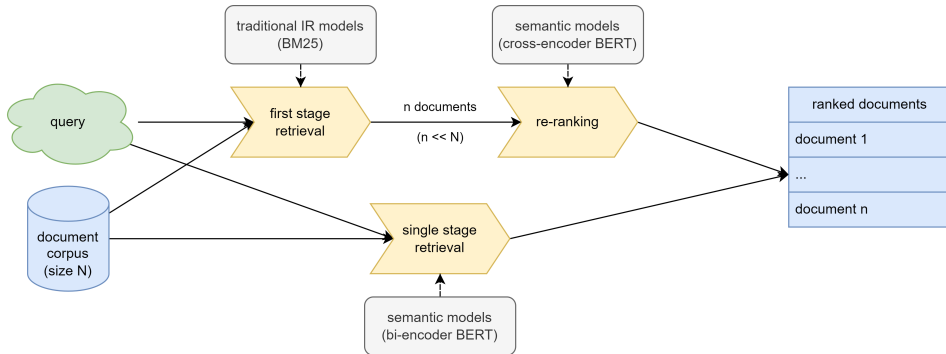 traditional IR models
(BM25)
semantic models
(cross-encoder BERT)
query
first stage
retrieval
n documents
(n << N)
re-ranking
ranked documents
document 1
...
document n
document
corpus
(size N)
single stage
retrieval
semantic models
(bi-encoder BERT)